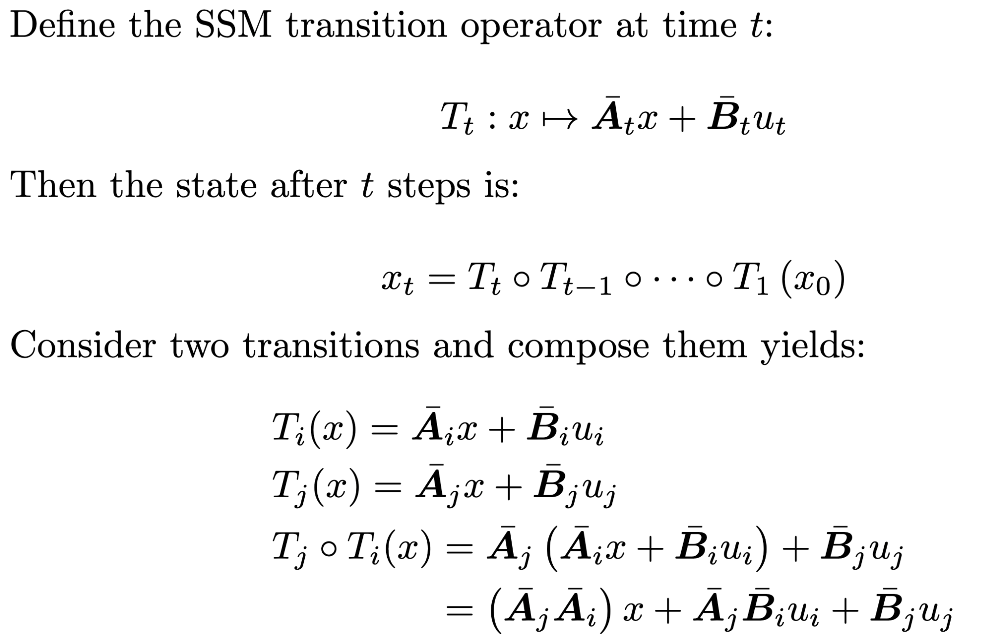 Define the SSM transition operator at time $t$:
$T_t : x \mapsto \bar{\boldsymbol{A}}_t x + \bar{\boldsymbol{B}}_t u_t$
Then the state after $t$ steps is:
$x_t = T_t \circ T_{t-1} \circ \cdots \circ T_1 \left( x_0 \right)$
Consider two transitions and compose them yields:
$T_i(x) = \bar{\boldsymbol{A}}_i x + \bar{\boldsymbol{B}}_i u_i$
$T_j(x) = \bar{\boldsymbol{A}}_j x + \bar{\boldsymbol{B}}_j u_j$
$T_j \circ T_i(x) = \bar{\boldsymbol{A}}_j \left( \bar{\boldsymbol{A}}_i x + \bar{\boldsymbol{B}}_i u_i \right) + \bar{\boldsymbol{B}}_j u_j$
$= \left( \bar{\boldsymbol{A}}_j \bar{\boldsymbol{A}}_i \right) x + \bar{\boldsymbol{A}}_j \bar{\boldsymbol{B}}_i u_i + \bar{\boldsymbol{B}}_j u_j$